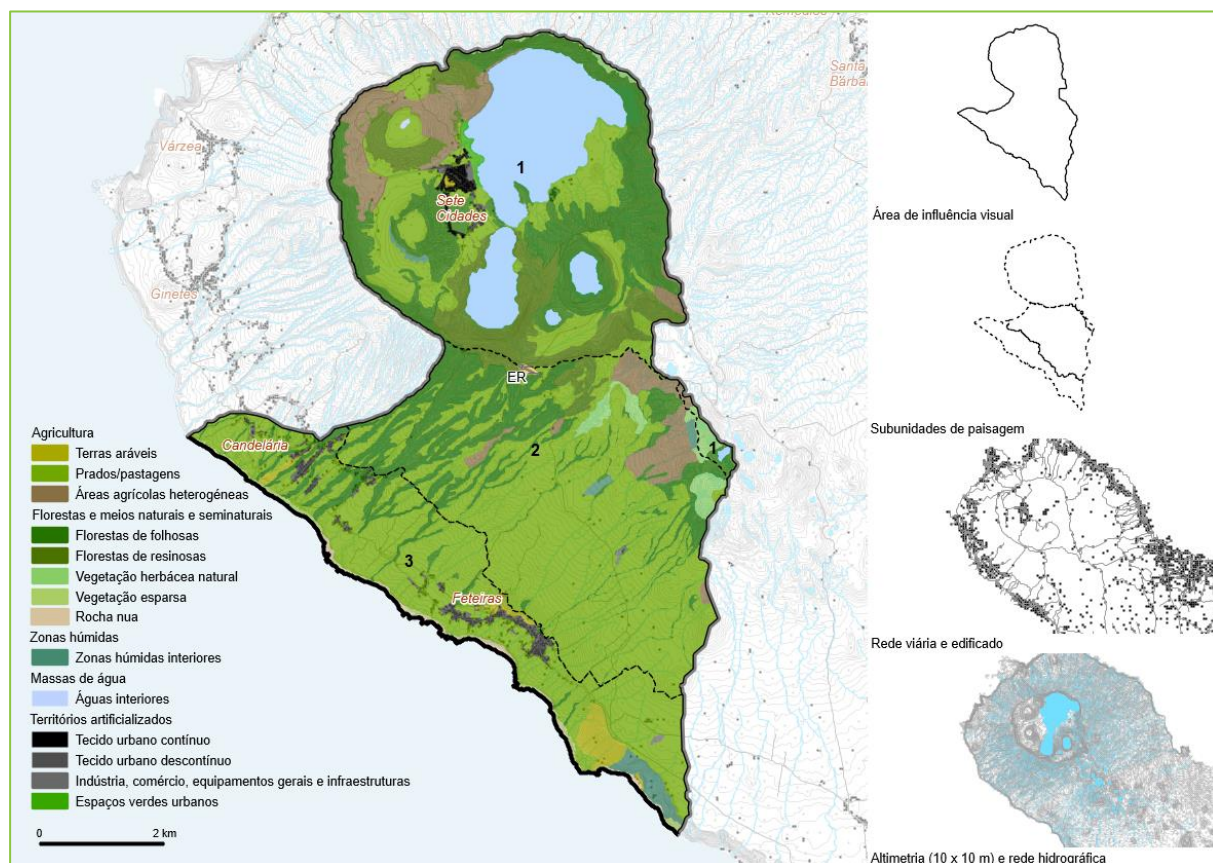 Remédios
Santa
Bárba
Várzea
Ginetes
1
Sete
Cidades
ER
Candelária
2
1
3
Feteiras
Agricultura
Terras aráveis
Prados/pastagens
Áreas agrícolas heterogéneas
Florestas e meios naturais e seminaturais
Florestas de folhosas
Florestas de resinosas
Vegetação herbácea natural
Vegetação esparsa
Rocha nua
Zonas húmidas
Zonas húmidas interiores
Massas de água
Águas interiores
Territórios artificializados
Tecido urbano contínuo
Tecido urbano descontínuo
Indústria, comércio, equipamentos gerais e infraestruturas
Espaços verdes urbanos
0 2 km
Área de influência visual
Subunidades de paisagem
Rede viária e edificado
Altimetria (10 x 10 m) e rede hidrográfica